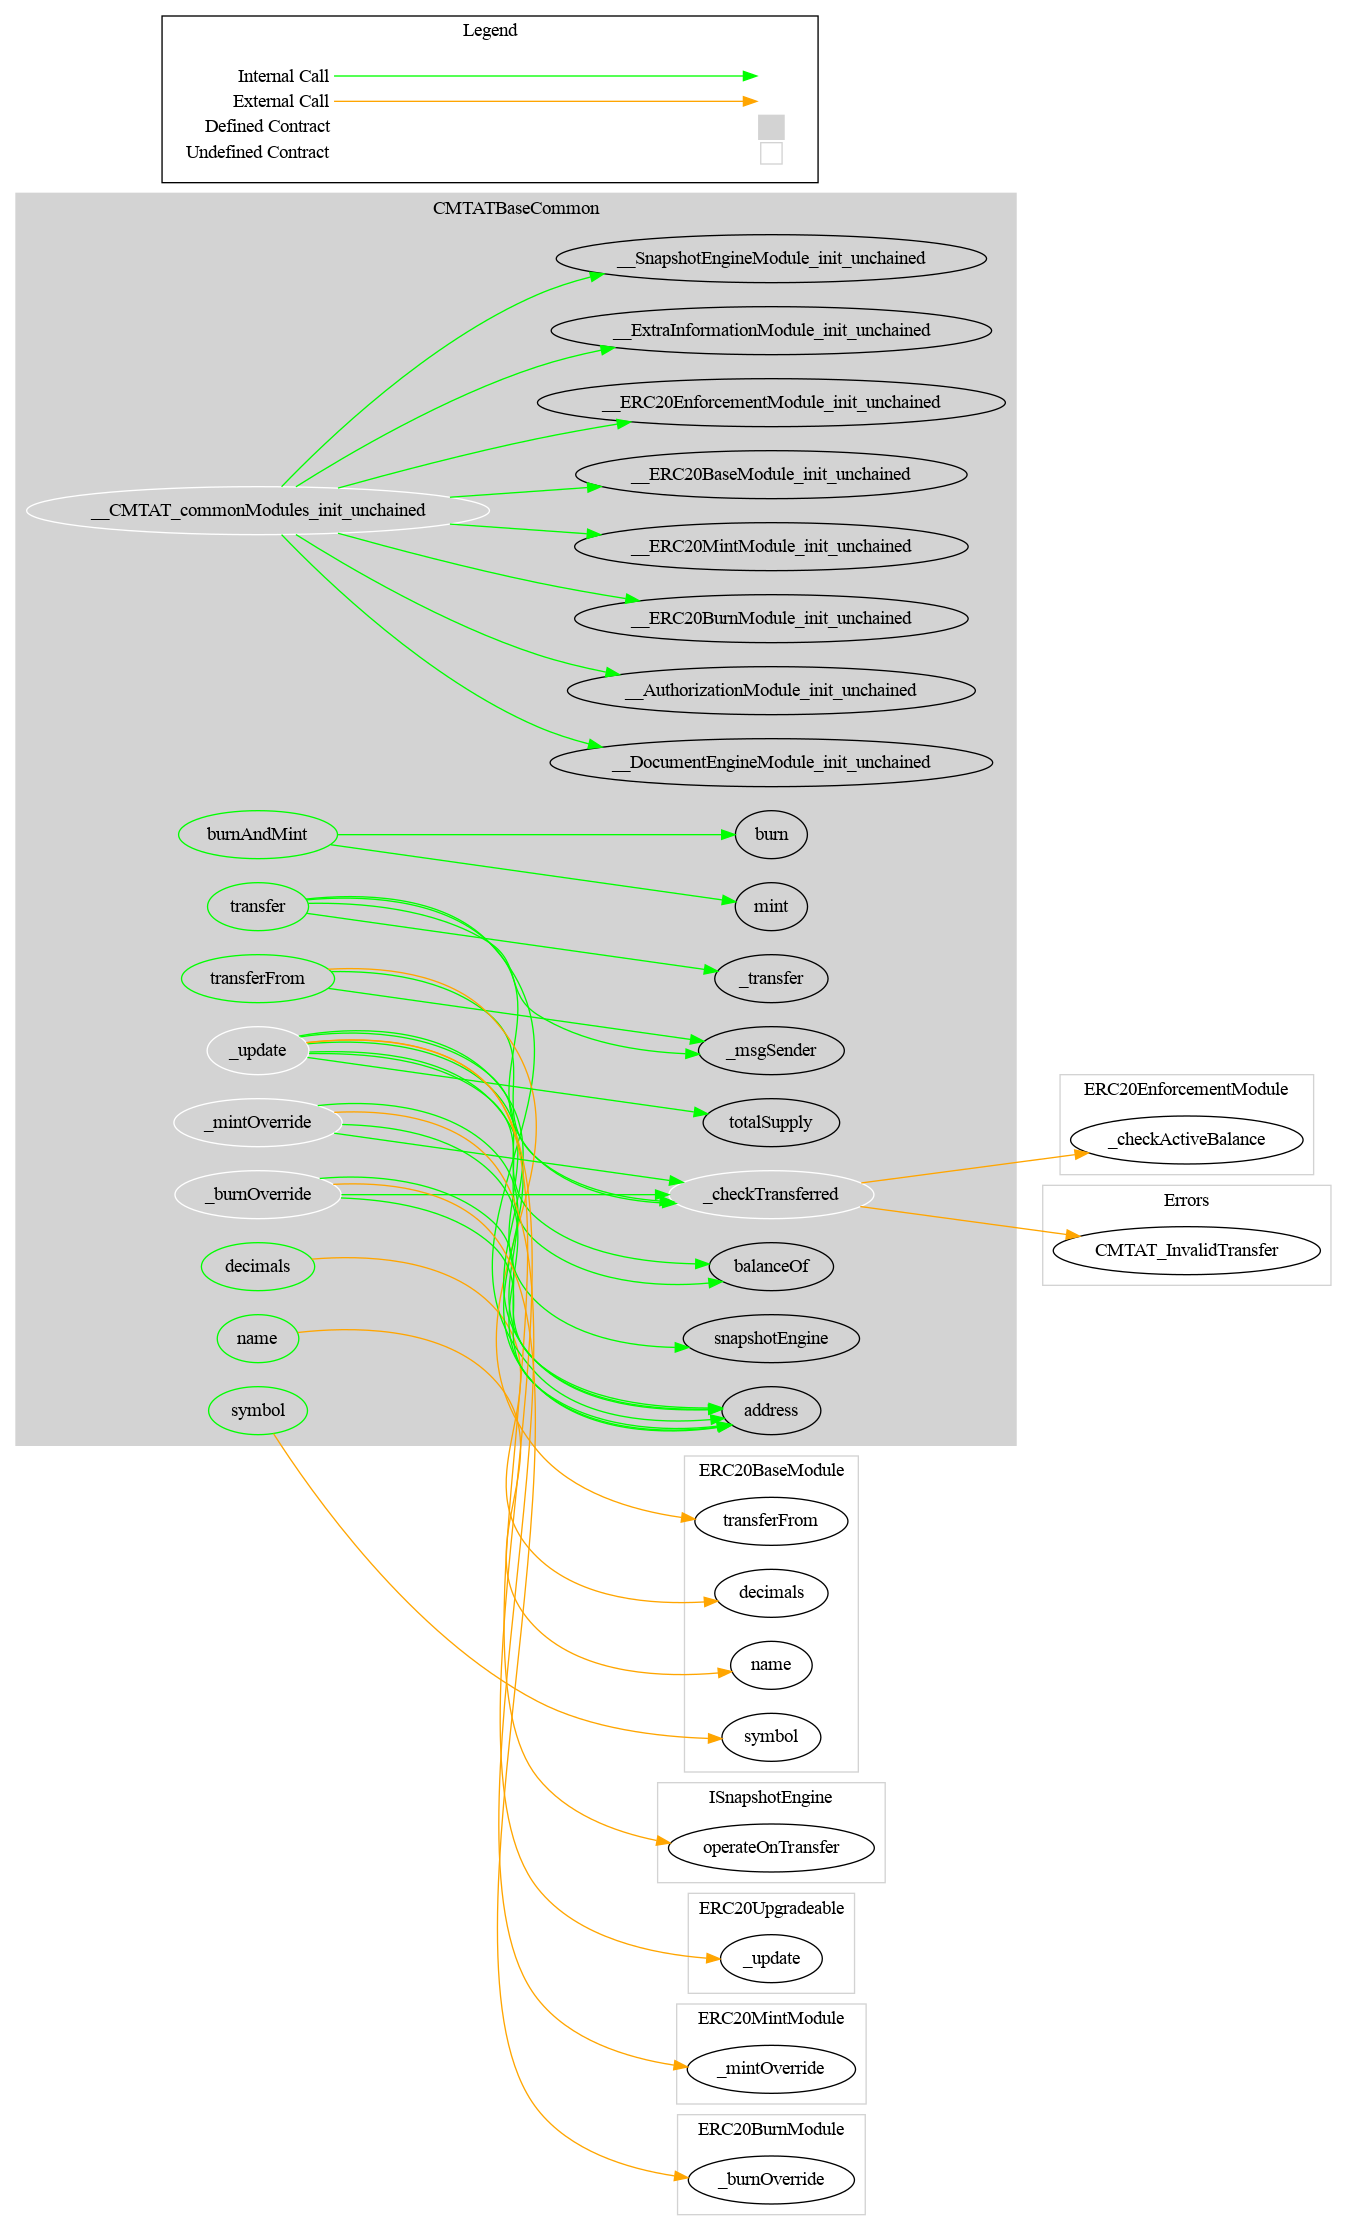 Legend
Internal Call
External Call
Defined Contract
Undefined Contract
CMTATBaseCommon
__SnapshotEngineModule_init_unchained
__ExtraInformationModule_init_unchained
__ERC20EnforcementModule_init_unchained
__ERC20BaseModule_init_unchained
__CMTAT_commonModules_init_unchained
__ERC20MintModule_init_unchained
__ERC20BurnModule_init_unchained
__AuthorizationModule_init_unchained
__DocumentEngineModule_init_unchained
burnAndMint
burn
transfer
mint
transferFrom
_transfer
_update
_msgSender
_mintOverride
totalSupply
_burnOverride
_checkTransferred
decimals
balanceOf
name
snapshotEngine
symbol
address
ERC20EnforcementModule
_checkActiveBalance
Errors
CMTAT_InvalidTransfer
ERC20BaseModule
transferFrom
decimals
name
symbol
ISnapshotEngine
operateOnTransfer
ERC20Upgradeable
_update
ERC20MintModule
_mintOverride
ERC20BurnModule
_burnOverride